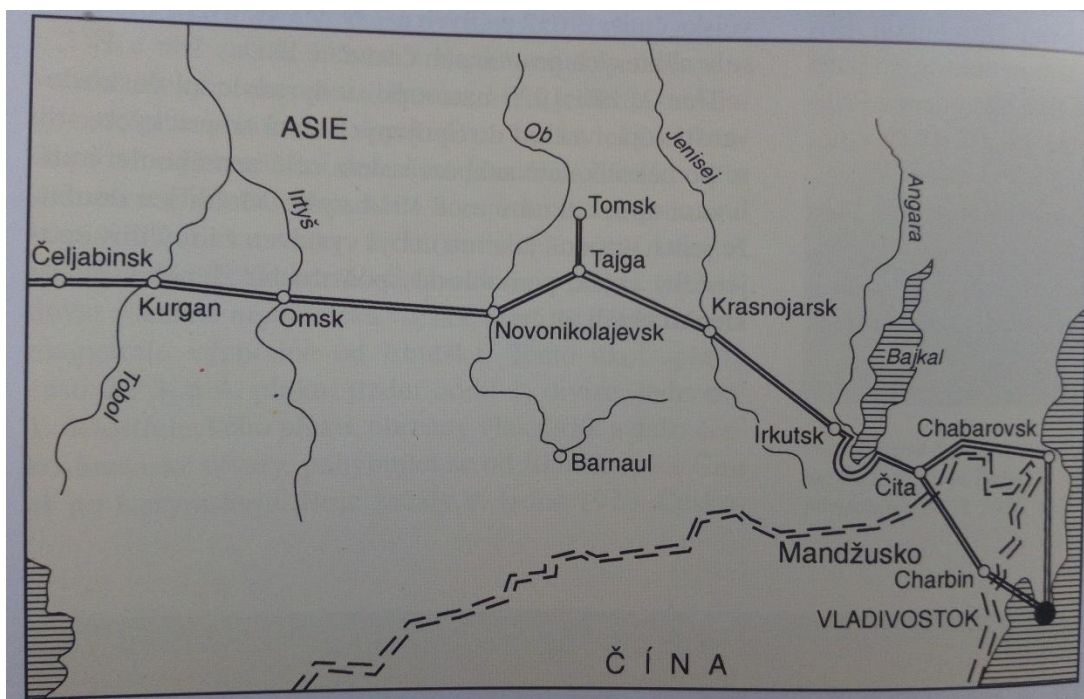 ASIE
Ob
Jenisej
Irtyš
Tomsk
Angara
Čeljabinsk
Tajga
Kurgan
Omsk
Novonikolajevsk
Krasnojarsk
Bajkal
Tobol
Irkutsk
Chabarovsk
Barnaul
Čita
Mandžusko
Charbin
VLADIVOSTOK
ČÍNA